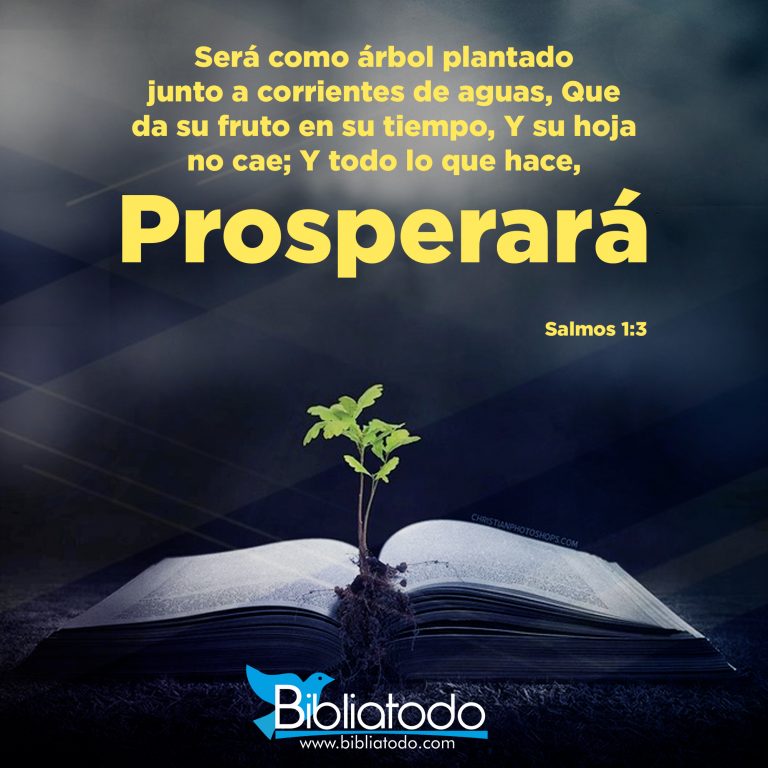 Será como árbol plantado
junto a corrientes de aguas, Que
da su fruto en su tiempo, Y su hoja
no cae; Y todo lo que hace,
Prosperará
Salmos 1:3
CHRISTIANPHOTOSHOPS.COM
Bibliatodo
www.bibliatodo.com